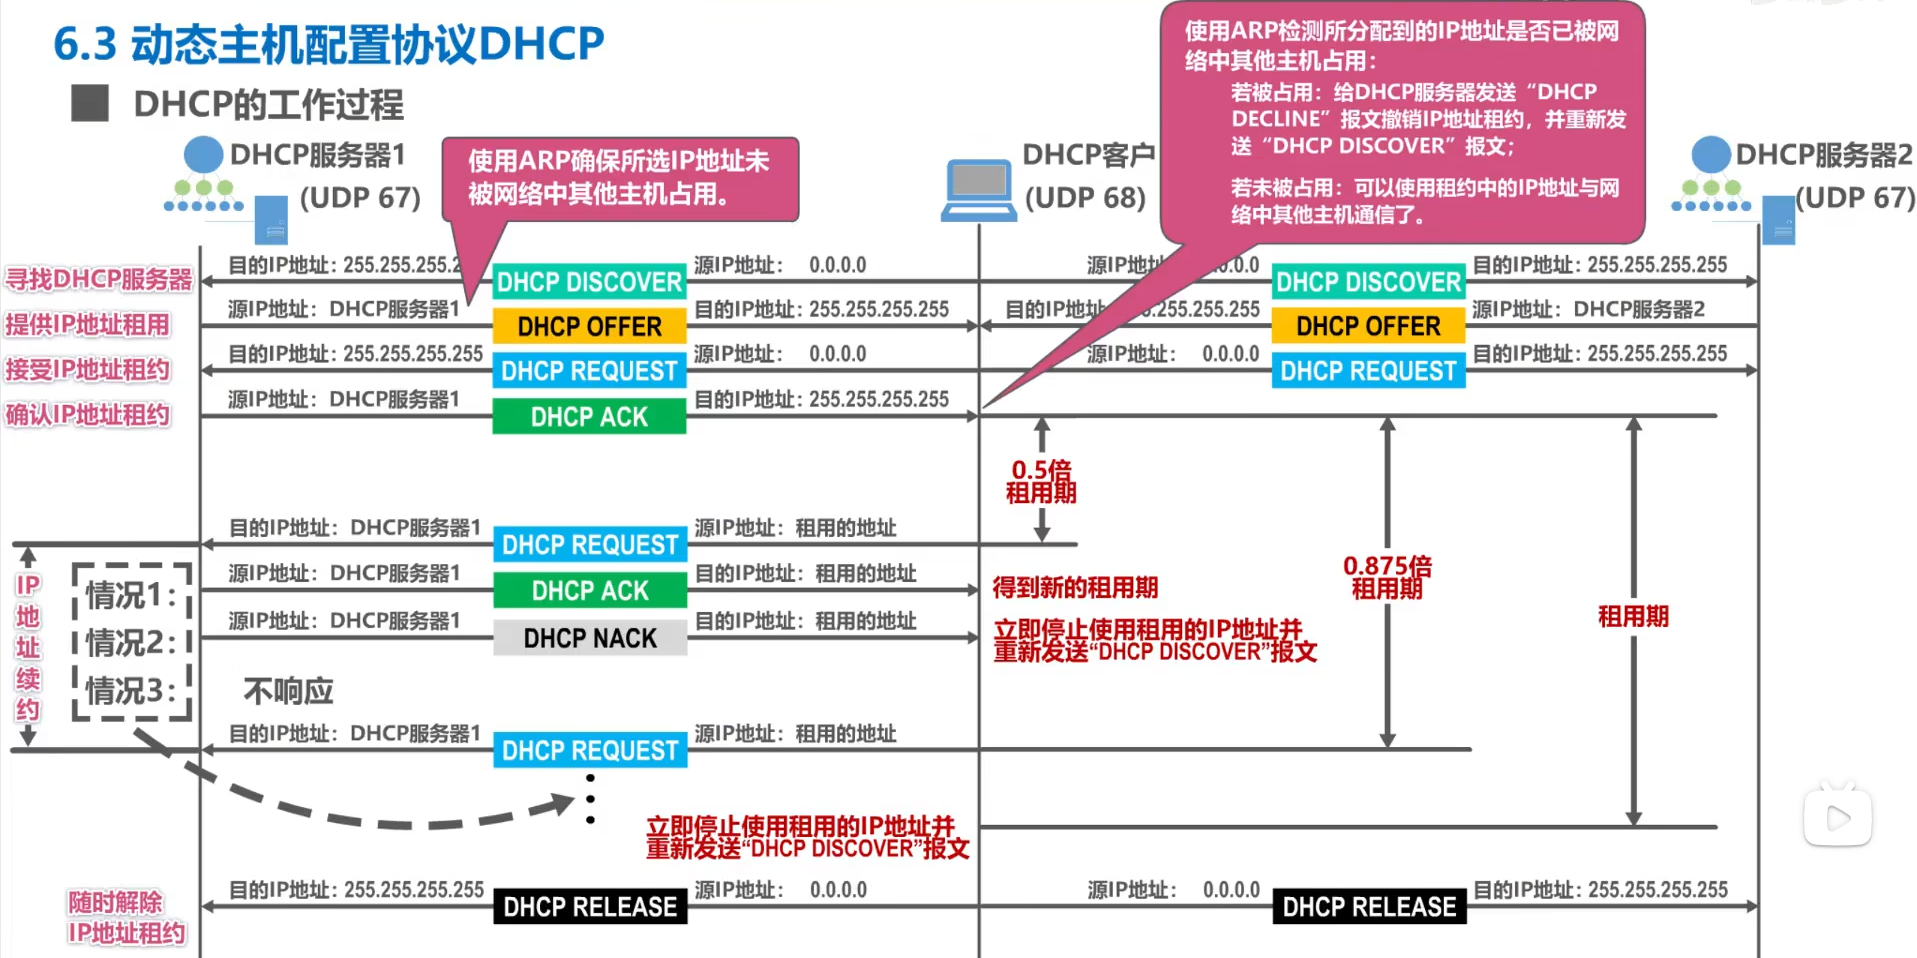 6.3 动态主机配置协议DHCP
DHCP的工作过程
使用ARP检测所分配到的IP地址是否已被网
络中其他主机占用：
若被占用：给DHCP服务器发送“DHCP
DECLINE”报文撤销IP地址租约，并重新发
送“DHCP DISCOVER”报文；
若未被占用：可以使用租约中的IP地址与网
络中其他主机通信了。
DHCP服务器1
(UDP 67)
使用ARP确保所选IP地址未
被网络中其他主机占用。
DHCP客户
(UDP 68)
DHCP服务器2
(UDP 67)
寻找DHCP服务器
目的IP地址：255.255.255.2
DHCP DISCOVER
源IP地址： 0.0.0.0
源IP地 .0.0
DHCP DISCOVER
目的IP地址：255.255.255.255
提供IP地址租用
源IP地址：DHCP服务器1
DHCP OFFER
目的IP地址：255.255.255.255
目的IP地址 5.255.255
DHCP OFFER
源IP地址：DHCP服务器2
接受IP地址租约
目的IP地址：255.255.255.255
DHCP REQUEST
源IP地址： 0.0.0.0
源IP地址： 0.0.0.0
DHCP REQUEST
目的IP地址：255.255.255.255
确认IP地址租约
源IP地址：DHCP服务器1
DHCP ACK
目的IP地址：255.255.255.255
0.5倍
租用期
0.875倍
租用期
租用期
IP地址续约
目的IP地址：DHCP服务器1
DHCP REQUEST
源IP地址：租用的地址
情况1：
源IP地址：DHCP服务器1
DHCP ACK
目的IP地址：租用的地址
得到新的租用期
情况2：
源IP地址：DHCP服务器1
DHCP NACK
目的IP地址：租用的地址
立即停止使用租用的IP地址并
重新发送“DHCP DISCOVER”报文
情况3：
不响应
目的IP地址：DHCP服务器1
DHCP REQUEST
源IP地址：租用的地址
立即停止使用租用的IP地址并
重新发送“DHCP DISCOVER”报文
随时解除
IP地址租约
目的IP地址：255.255.255.255
DHCP RELEASE
源IP地址： 0.0.0.0
源IP地址： 0.0.0.0
DHCP RELEASE
目的IP地址：255.255.255.255